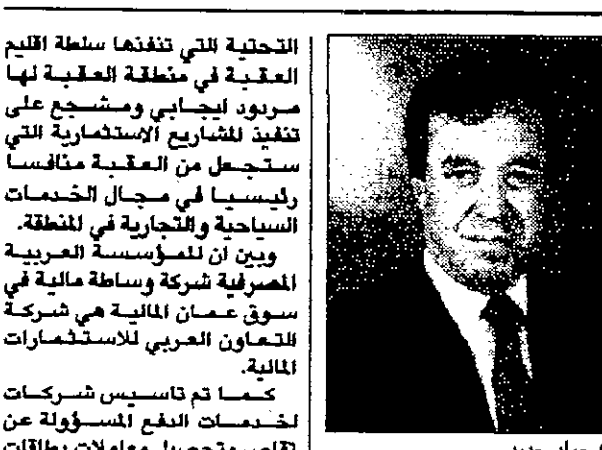 التحتية التي تنفذها سلطة اقليم
العقبة في منطقة العقبة لها
مردود ايجابي ومشجع على
تنفيذ المشاريع الاستثمارية التي
ستجعل من العقبة منافسا
رئيسيا في مجال الخدمات
السياحية والتجارية في المنطقة.
وبين ان للمؤسسة العربية
المصرفية شركة وساطة مالية في
سوق عمان المالية هي شركة
التعاون العربي للاستثمارات
المالية.
كما تم تاسيس شركات
لخدمات الدفع المسؤولة عن